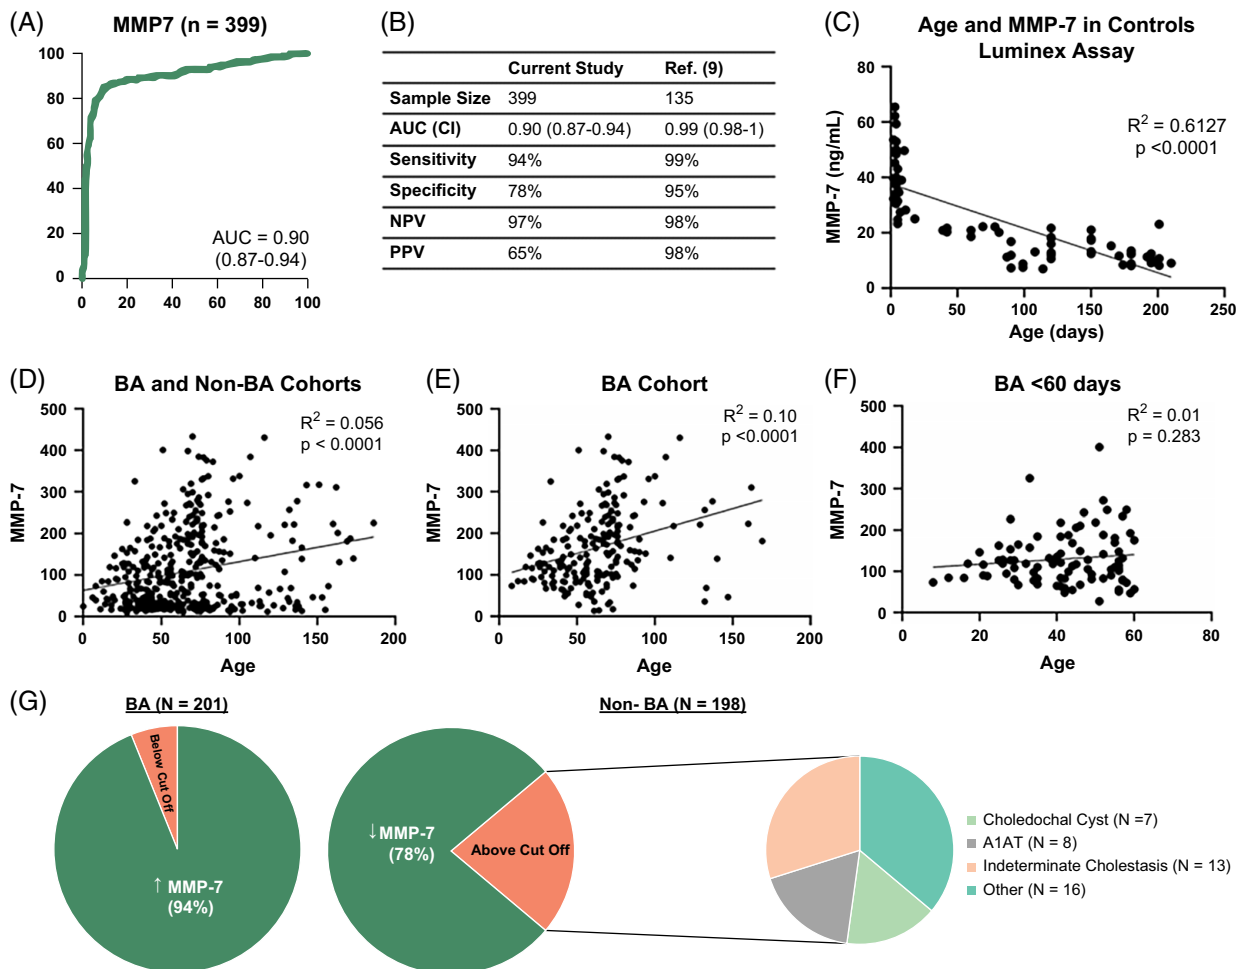 (A)
MMP7 (n = 399)
100
80
60
40
20
0
0 20 40 60 80 100
AUC = 0.90
(0.87-0.94)
(B)
Current Study Ref. (9)
Sample Size 399 135
AUC (CI) 0.90 (0.87-0.94) 0.99 (0.98-1)
Sensitivity 94% 99%
Specificity 78% 95%
NPV 97% 98%
PPV 65% 98%
(C)
Age and MMP-7 in Controls
Luminex Assay
MMP-7 (ng/mL)
80
60
40
20
0
0 50 100 150 200 250
Age (days)
R² = 0.6127
p <0.0001
(D)
BA and Non-BA Cohorts
MMP-7
500
400
300
200
100
0
0 50 100 150 200
Age
R² = 0.056
p < 0.0001
(E)
BA Cohort
MMP-7
500
400
300
200
100
0
0 50 100 150 200
Age
R² = 0.10
p <0.0001
(F)
BA <60 days
MMP-7
500
400
300
200
100
0
0 20 40 60 80
Age
R² = 0.01
p = 0.283
(G)
BA (N = 201)
Below Cut Off
↑ MMP-7
(94%)
Non- BA (N = 198)
↓MMP-7
(78%)
Above Cut Off
Choledochal Cyst (N =7)
A1AT (N = 8)
Indeterminate Cholestasis (N = 13)
Other (N = 16)